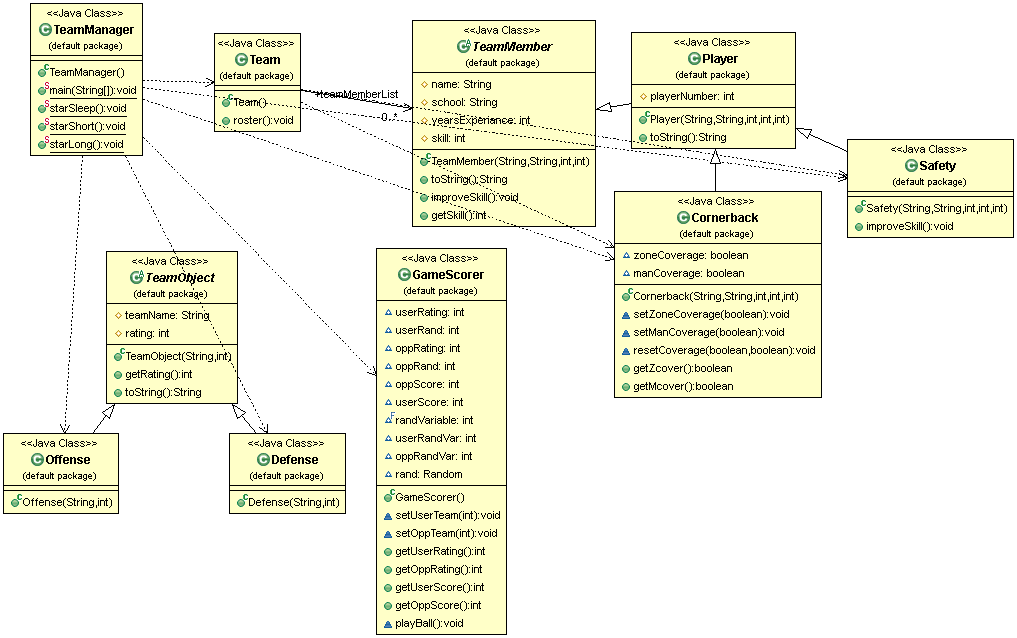 <<Java Class>>
TeamManager
(default package)
TeamManager()
main(String[]):void
starSleep():void
starShort():void
starLong():void
<<Java Class>>
Team
(default package)
Team()
roster():void
+teamMemberList
0..*
<<Java Class>>
TeamMember
(default package)
name: String
school: String
yearsExperiance: int
skill: int
TeamMember(String,String,int,int)
toString():String
improveSkill():void
getSkill():int
<<Java Class>>
Player
(default package)
playerNumber: int
Player(String,String,int,int,int)
toString():String
<<Java Class>>
Safety
(default package)
Safety(String,String,int,int,int)
improveSkill():void
<<Java Class>>
Cornerback
(default package)
zoneCoverage: boolean
manCoverage: boolean
Cornerback(String,String,int,int,int)
setZoneCoverage(boolean):void
setManCoverage(boolean):void
resetCoverage(boolean,boolean):void
getZcover():boolean
getMcover():boolean
<<Java Class>>
TeamObject
(default package)
teamName: String
rating: int
TeamObject(String,int)
getRating():int
toString():String
<<Java Class>>
GameScorer
(default package)
userRating: int
userRand: int
oppRating: int
oppRand: int
oppScore: int
userScore: int
randVariable: int
userRandVar: int
oppRandVar: int
rand: Random
GameScorer()
setUserTeam(int):void
setOppTeam(int):void
getUserRating():int
getOppRating():int
getUserScore():int
getOppScore():int
playBall():void
<<Java Class>>
Offense
(default package)
Offense(String,int)
<<Java Class>>
Defense
(default package)
Defense(String,int)